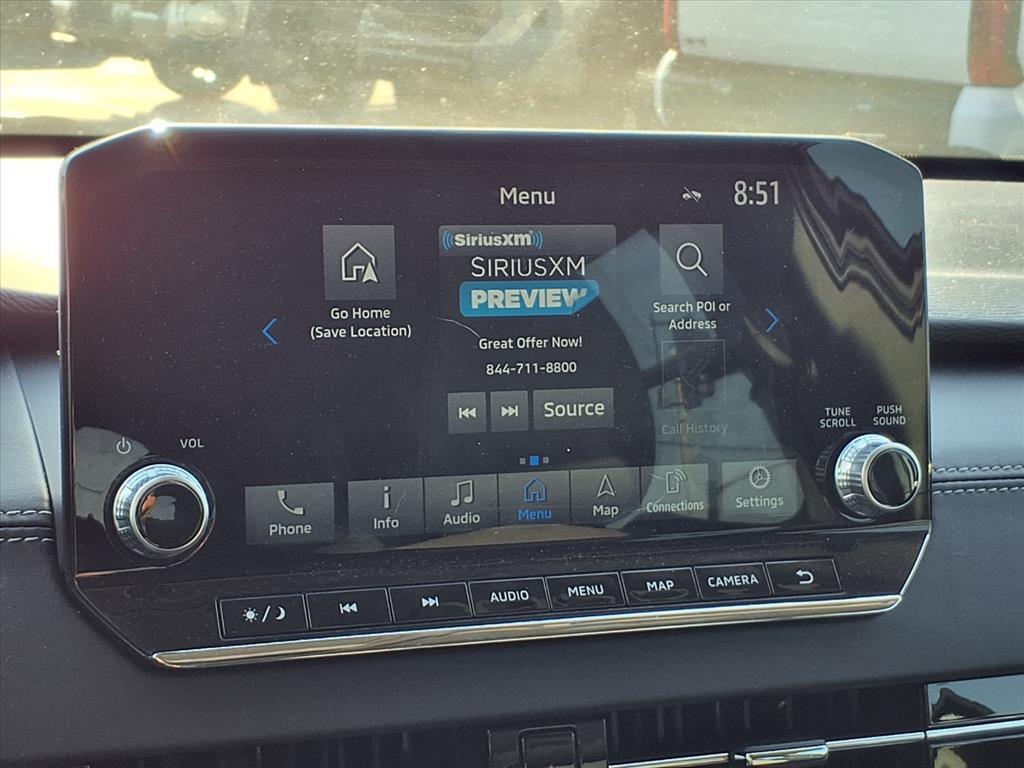 Menu
8:51
SiriusXM
SIRIUSXM
PREVIEW
Go Home
(Save Location)
Search POI or
Address
Great Offer Now!
844-711-8800
Source
Call History
VOL
TUNE
SCROLL
PUSH
SOUND
Phone
Info
Audio
Menu
Map
Connections
Settings
AUDIO
MENU
MAP
CAMERA